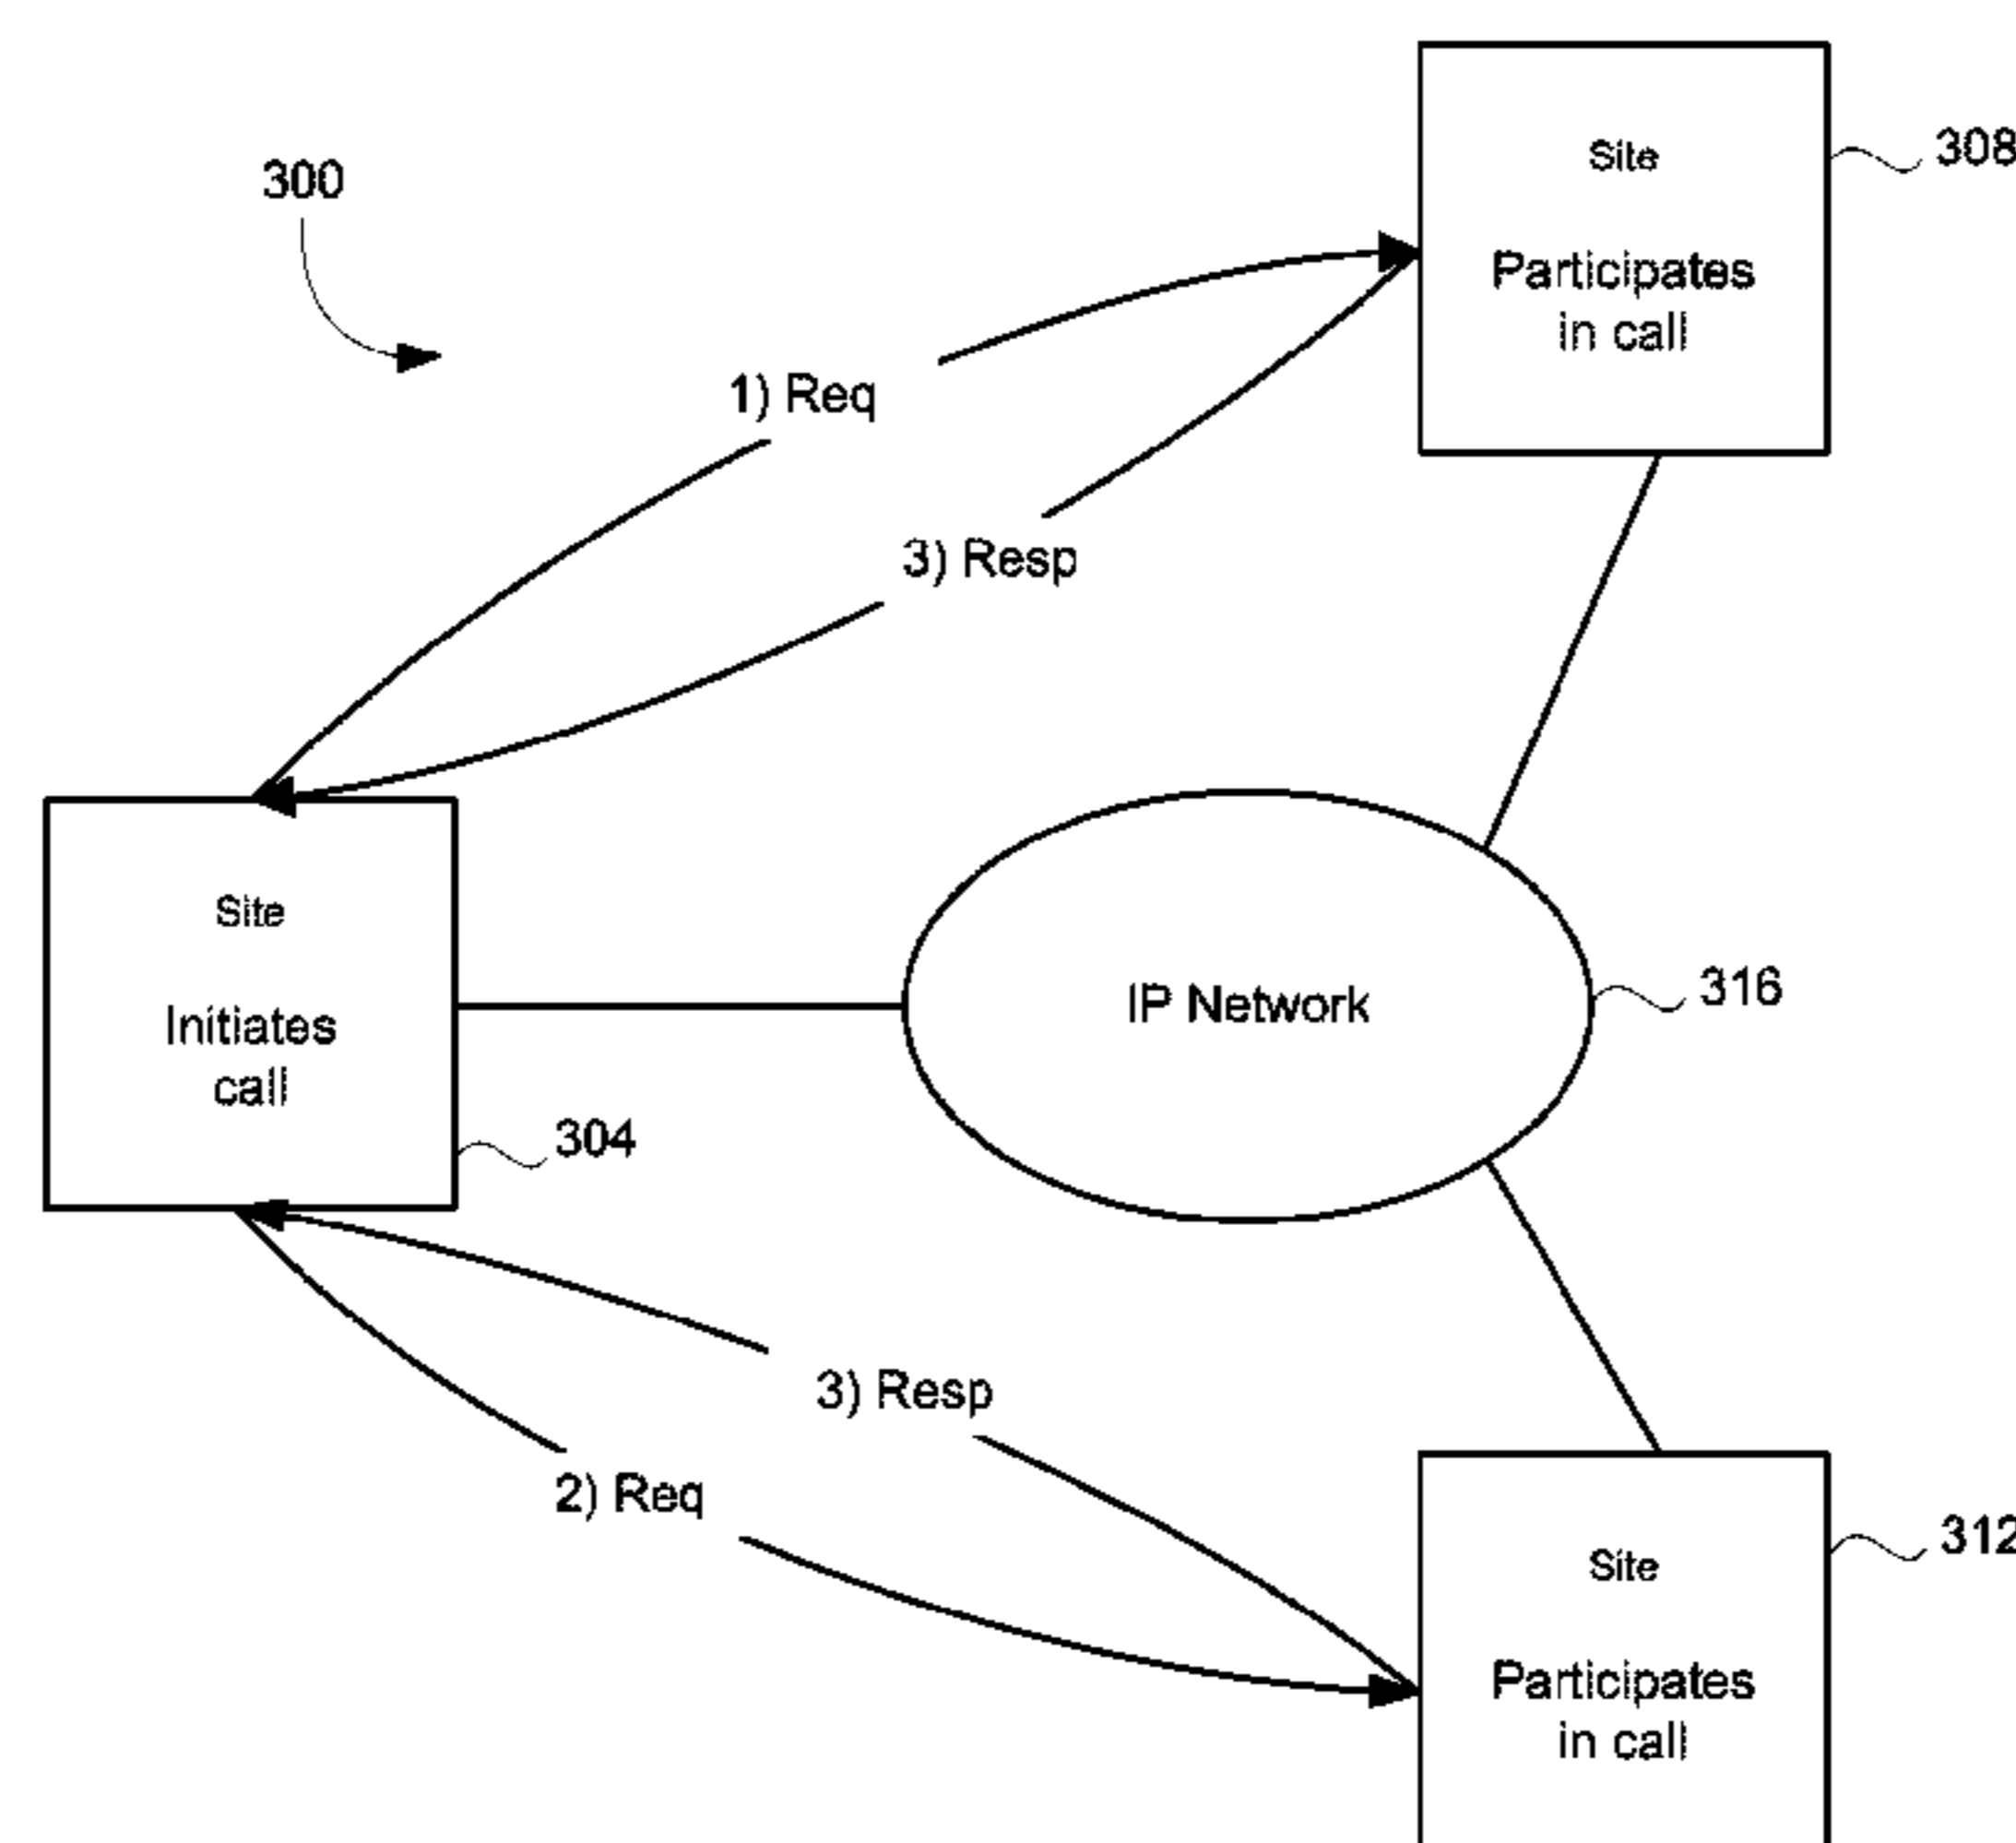 300
Site
308
Participates
in call
1) Req
3) Resp
Site
Initiates
call
304
IP Network
316
3) Resp
2) Req
Site
312
Participates
in call